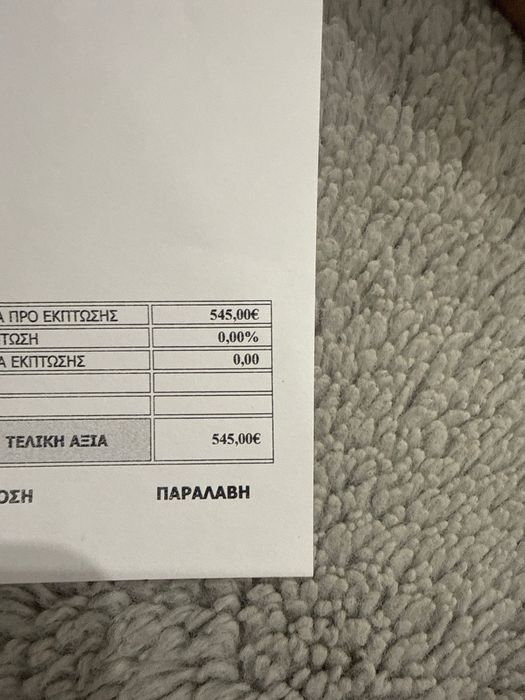 Α ΠΡΟ ΕΚΠΤΩΣΗΣ 545,00€
ΤΩΣΗ 0,00%
Α ΕΚΠΤΩΣΗΣ 0,00
ΤΕΛΙΚΗ ΑΞΙΑ 545,00€
ΟΣΗ ΠΑΡΑΛΑΒΗ